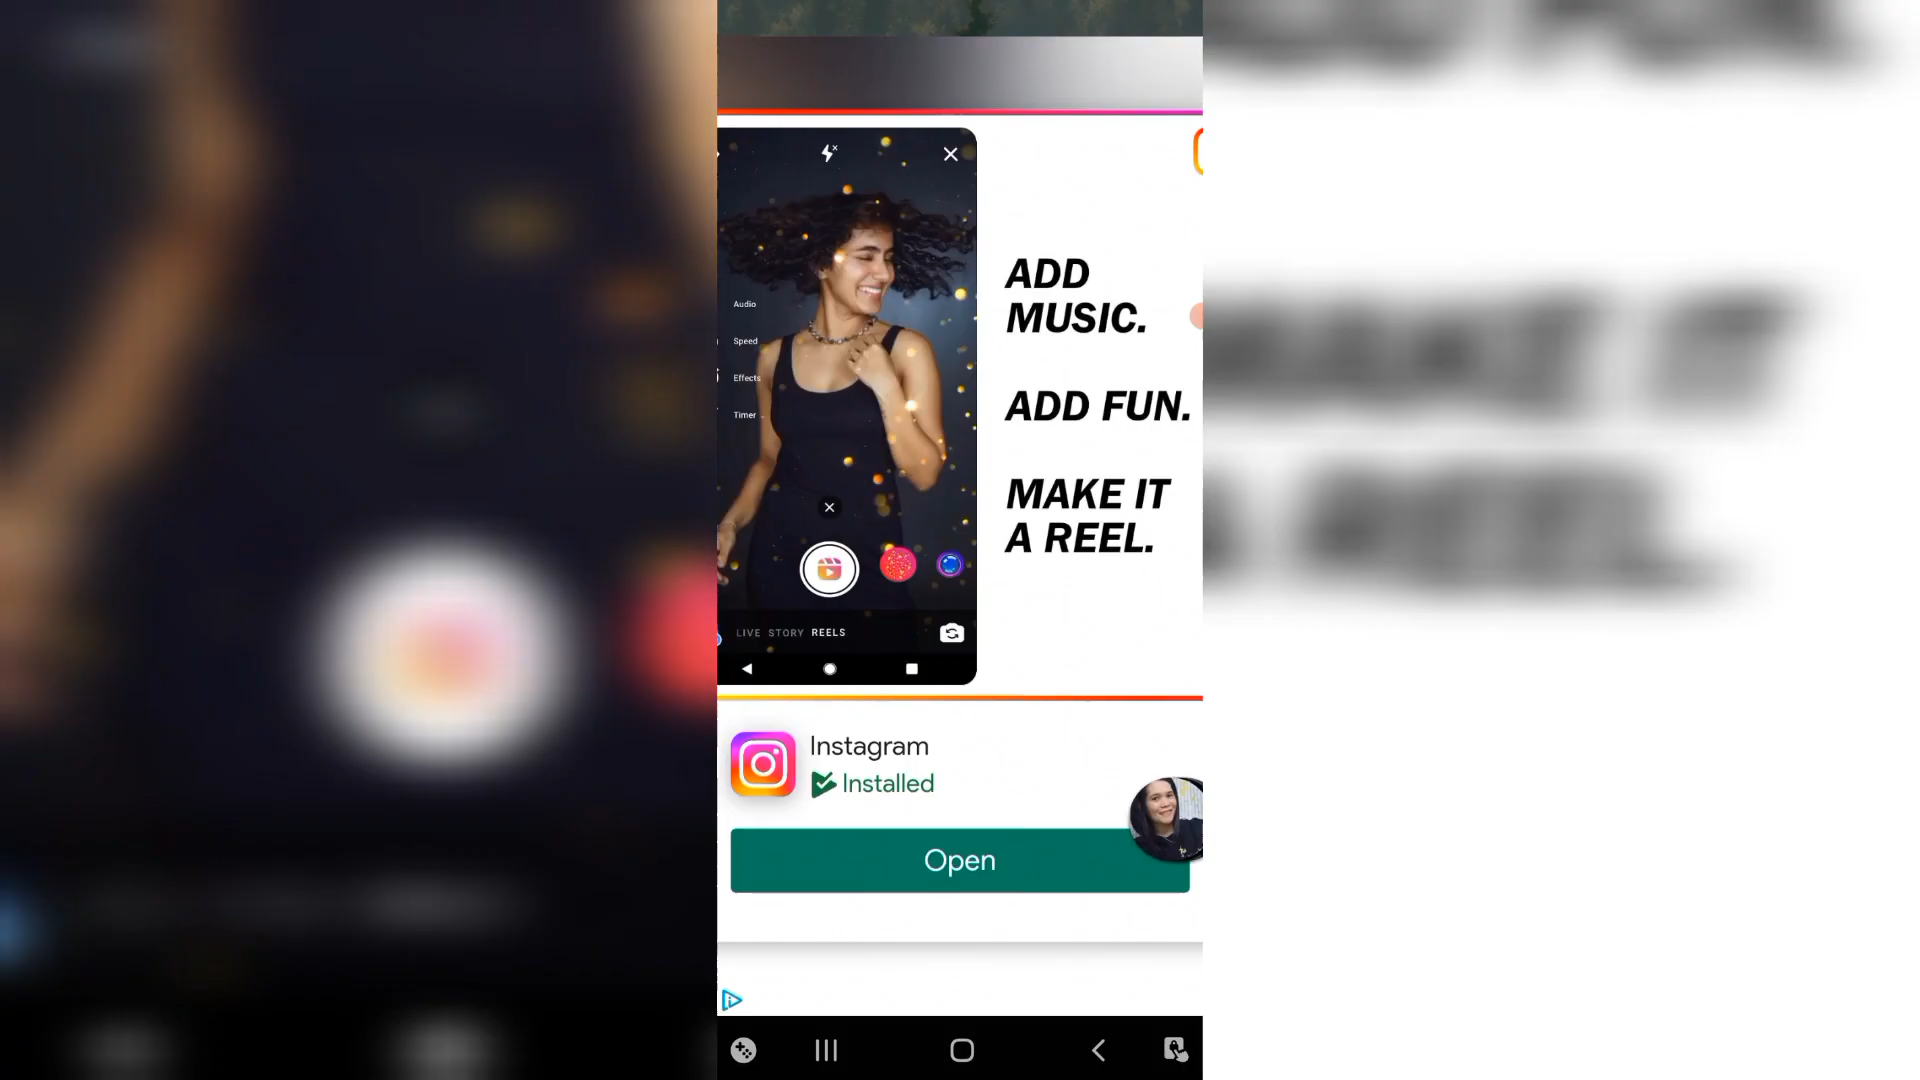 Audio
Speed
Effects
Timer
LIVE STORY REELS
ADD
MUSIC.
ADD FUN.
MAKE IT
A REEL.
Instagram
Installed
Open